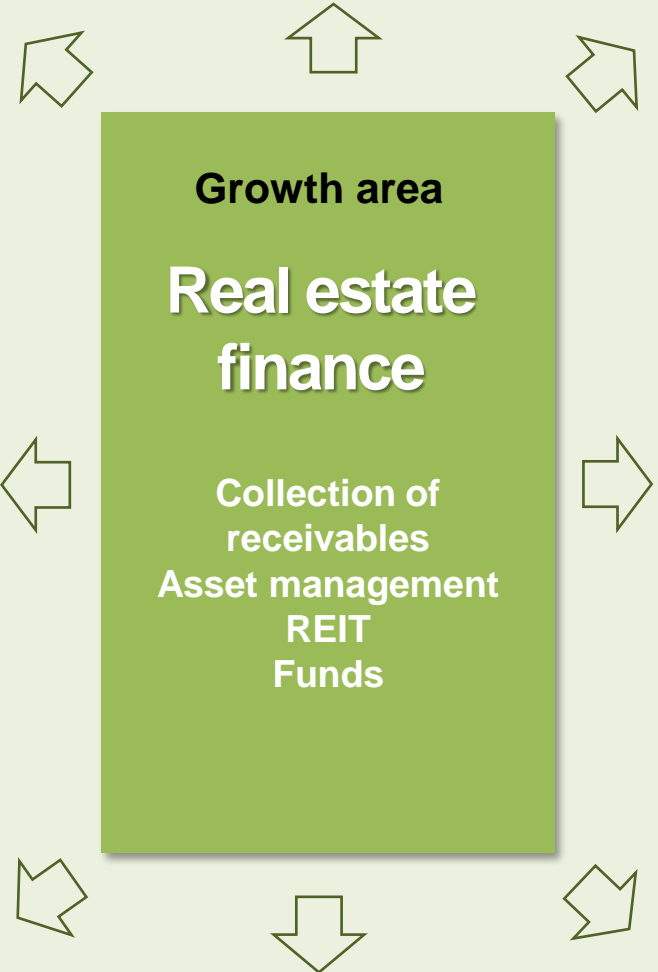 Growth area
Real estate
finance
Collection of
receivables
Asset management
REIT
Funds